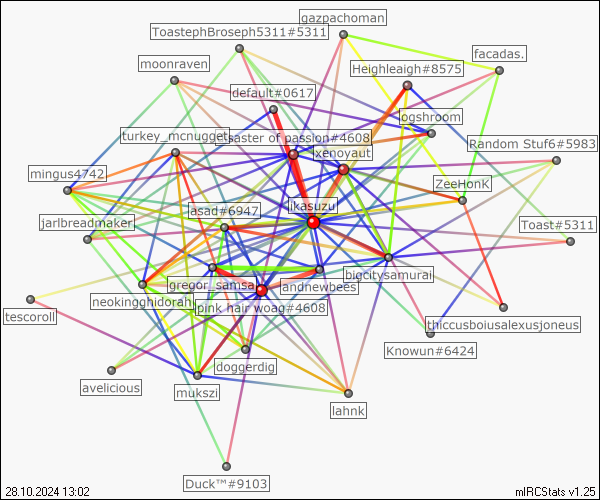 gazpachoman
ToastephBroseph5311#5311
facadas.
moonraven
Heighleaigh#8575
default#0617
ogshroom
turkey_mcnugget
saster of passion#4608
Random Stuf6#5983
xenoyaut
mingus4742
ZeeHonK
ikasuzu
asad#6947
jarlbreadmaker
Toast#5311
bigcitysamurai
gregor_samsa
andnewbees
neokingghidorah
pink hair woag#4608
tescoroll
thiccusboiusalexusjoneus
Knowun#6424
doggerdig
avelicious
mukszi
lahnk
Duck™#9103
28.10.2024 13:02
mIRCStats v1.25